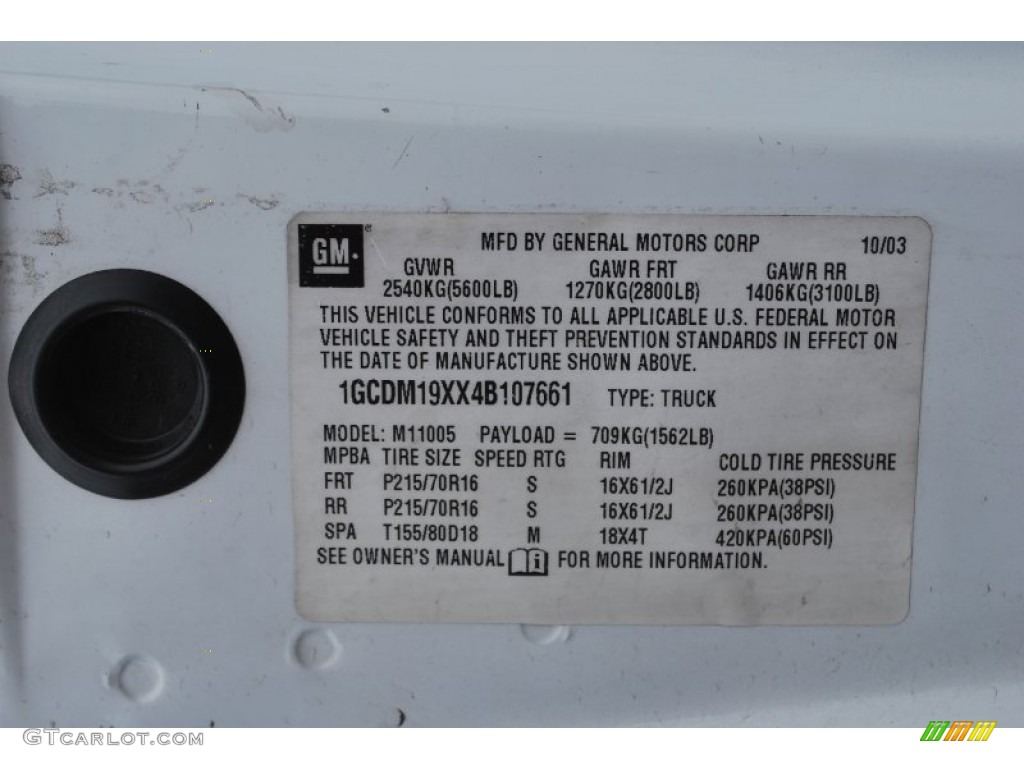 GM ®
MFD BY GENERAL MOTORS CORP 10/03
GVWR GAWR FRT GAWR RR
2540KG(5600LB) 1270KG(2800LB) 1406KG(3100LB)
THIS VEHICLE CONFORMS TO ALL APPLICABLE U.S. FEDERAL MOTOR
VEHICLE SAFETY AND THEFT PREVENTION STANDARDS IN EFFECT ON
THE DATE OF MANUFACTURE SHOWN ABOVE.
1GCDM19XX4B107661 TYPE: TRUCK
MODEL: M11005 PAYLOAD = 709KG(1562LB)
MPBA TIRE SIZE SPEED RTG RIM COLD TIRE PRESSURE
FRT P215/70R16 S 16X61/2J 260KPA(38PSI)
RR P215/70R16 S 16X61/2J 260KPA(38PSI)
SPA T155/80D18 M 18X4T 420KPA(60PSI)
SEE OWNER'S MANUAL i FOR MORE INFORMATION.
GTCARLOT.COM